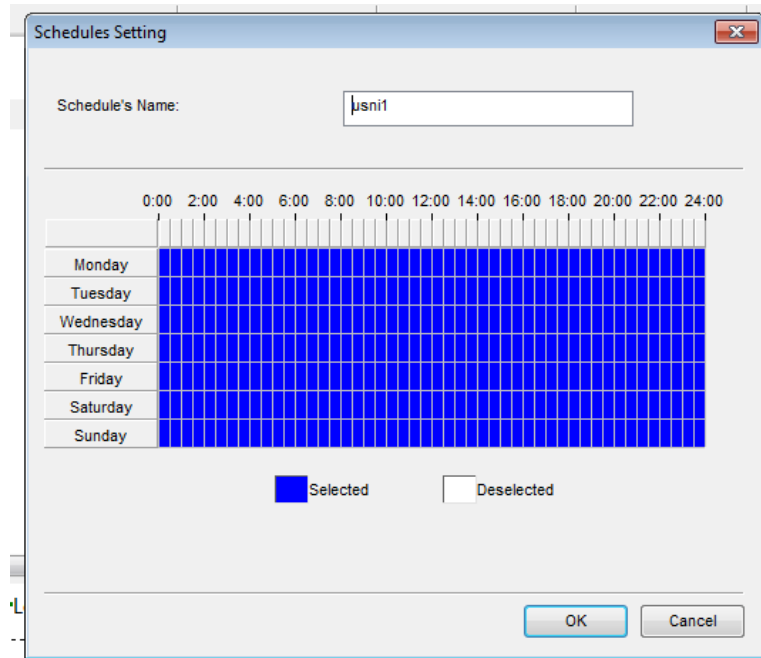 Schedules Setting
Schedule's Name: usni1
0:00 2:00 4:00 6:00 8:00 10:00 12:00 14:00 16:00 18:00 20:00 22:00 24:00
Monday
Tuesday
Wednesday
Thursday
Friday
Saturday
Sunday
Selected Deselected
OK Cancel